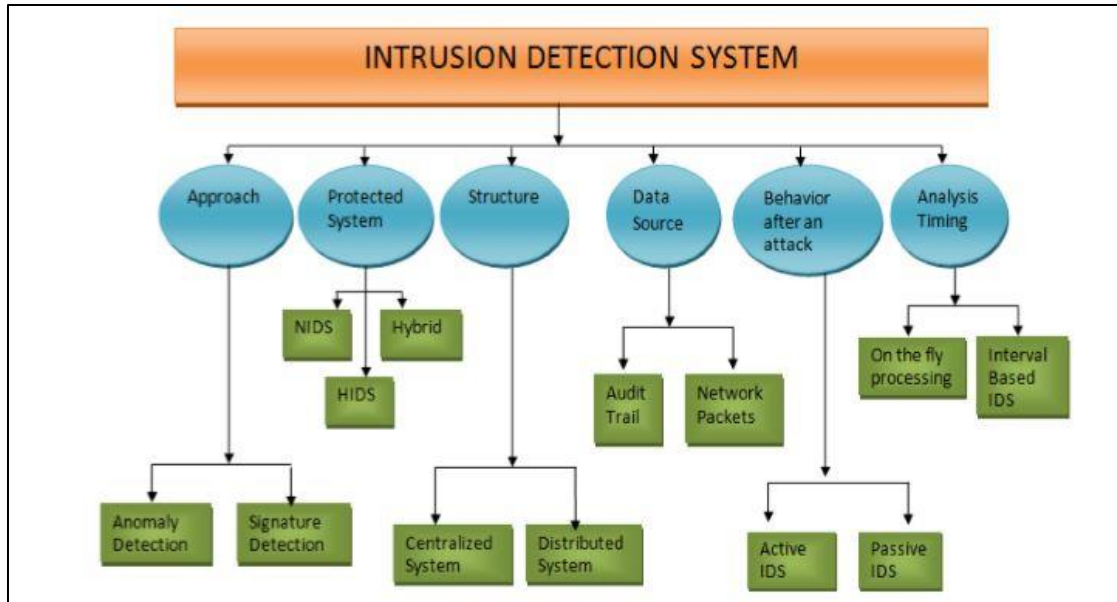 INTRUSION DETECTION SYSTEM
Approach
Protected
System
Structure
Data
Source
Behavior
after an
attack
Analysis
Timing
NIDS
Hybrid
HIDS
On the fly
processing
Interval
Based
IDS
Audit
Trail
Network
Packets
Anomaly
Detection
Signature
Detection
Centralized
System
Distributed
System
Active
IDS
Passive
IDS